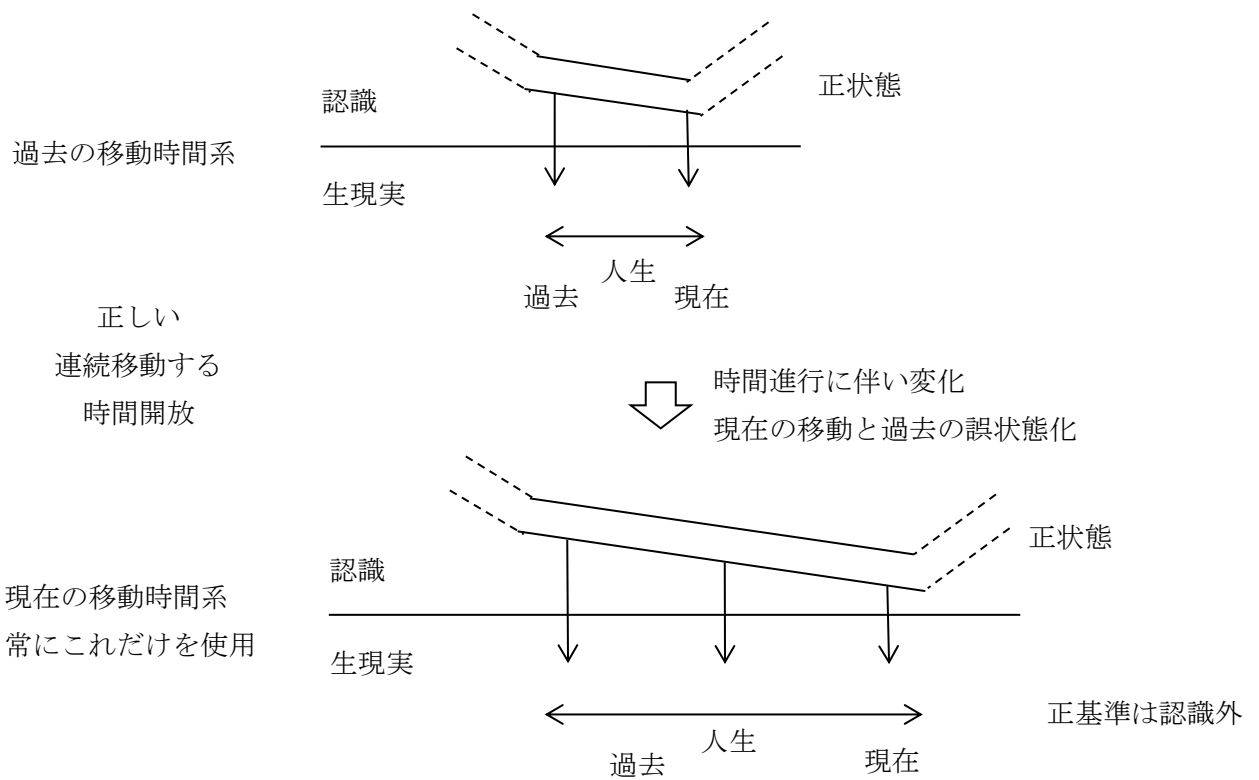 認識
正状態
過去の移動時間系
生現実
人生
過去
現在
正しい
連続移動する
時間開放
時間進行に伴い変化
現在の移動と過去の誤状態化
正状態
認識
現在の移動時間系
常にこれだけを使用
生現実
正基準は認識外
人生
過去
現在